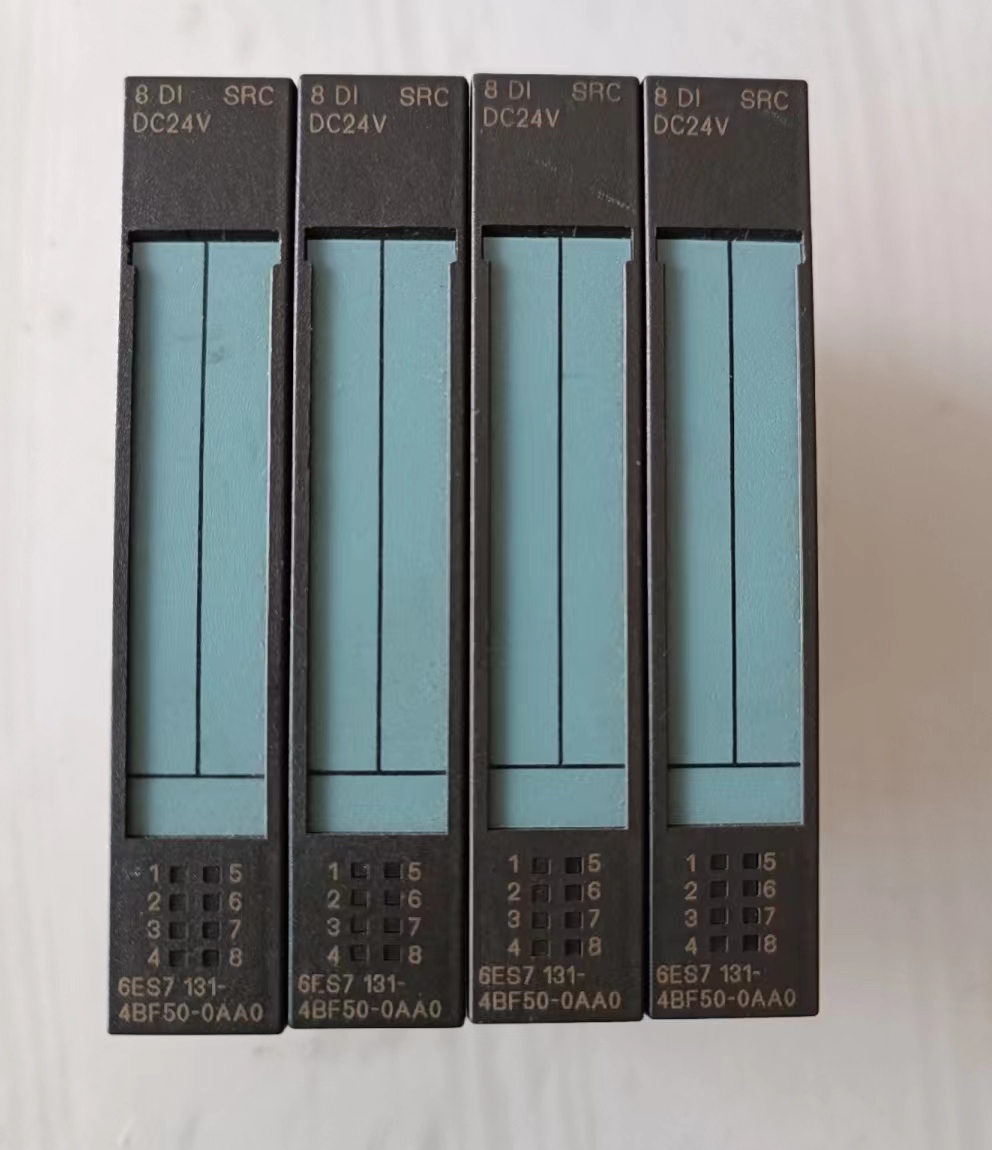 8 DI SRC
DC24V
1 5
2 6
3 7
4 8
6ES7 131-
4BF50-0AA0
8 DI SRC
DC24V
1 5
2 6
3 7
4 8
6ES7 131-
4BF50-0AA0
8 DI SRC
DC24V
1 5
2 6
3 7
4 8
6ES7 131-
4BF50-0AA0
8 DI SRC
DC24V
1 5
2 6
3 7
4 8
6ES7 131-
4BF50-0AA0